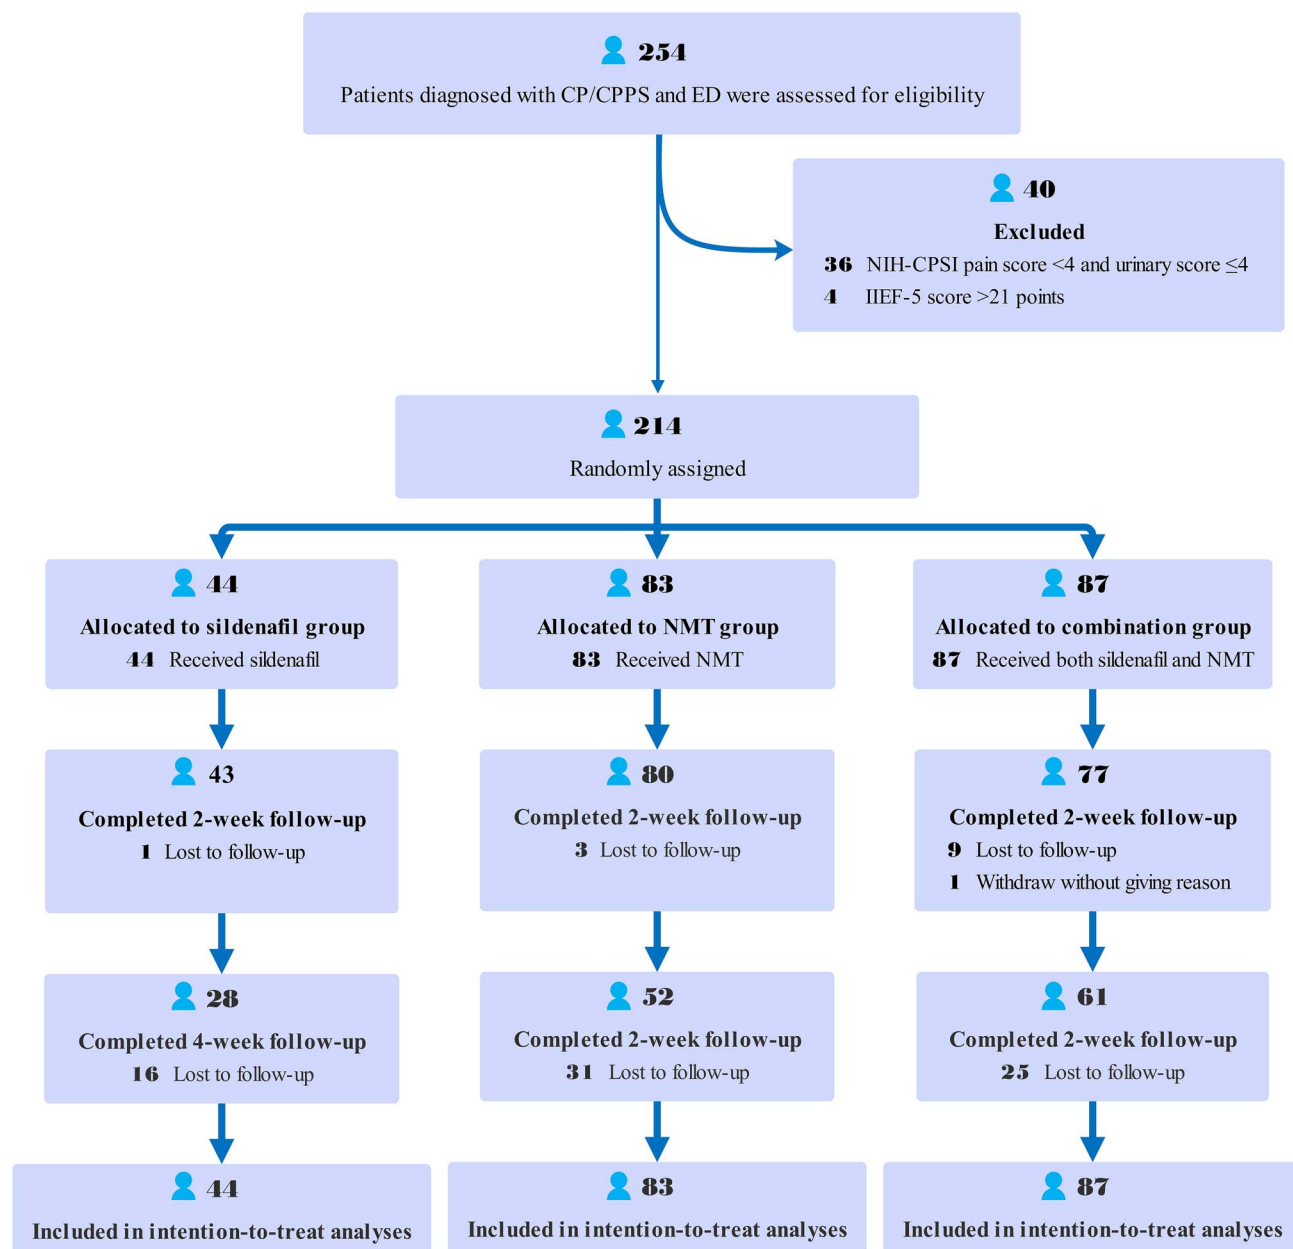 254
Patients diagnosed with CP/CPPS and ED were assessed for eligibility
40
Excluded
36 NIH-CPSI pain score <4 and urinary score ≤4
4 IIEF-5 score >21 points
214
Randomly assigned
44
Allocated to sildenafil group
44 Received sildenafil
83
Allocated to NMT group
83 Received NMT
87
Allocated to combination group
87 Received both sildenafil and NMT
43
Completed 2-week follow-up
1 Lost to follow-up
80
Completed 2-week follow-up
3 Lost to follow-up
77
Completed 2-week follow-up
9 Lost to follow-up
1 Withdraw without giving reason
28
Completed 4-week follow-up
16 Lost to follow-up
52
Completed 2-week follow-up
31 Lost to follow-up
61
Completed 2-week follow-up
25 Lost to follow-up
44
Included in intention-to-treat analyses
83
Included in intention-to-treat analyses
87
Included in intention-to-treat analyses